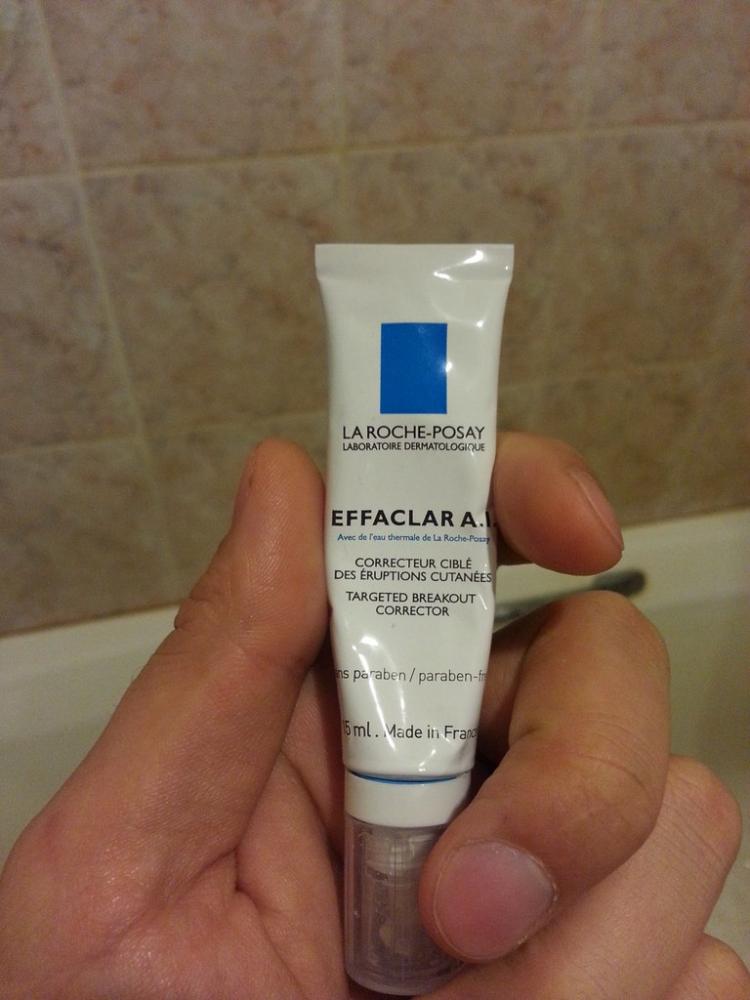 LA ROCHE-POSAY
LABORATOIRE DERMATOLOGIQUE
EFFACLAR A.I.
Avec de l'eau thermale de La Roche-Posay
CORRECTEUR CIBLÉ
DES ÉRUPTIONS CUTANÉES
TARGETED BREAKOUT
CORRECTOR
paraben / paraben-
ml . Made in